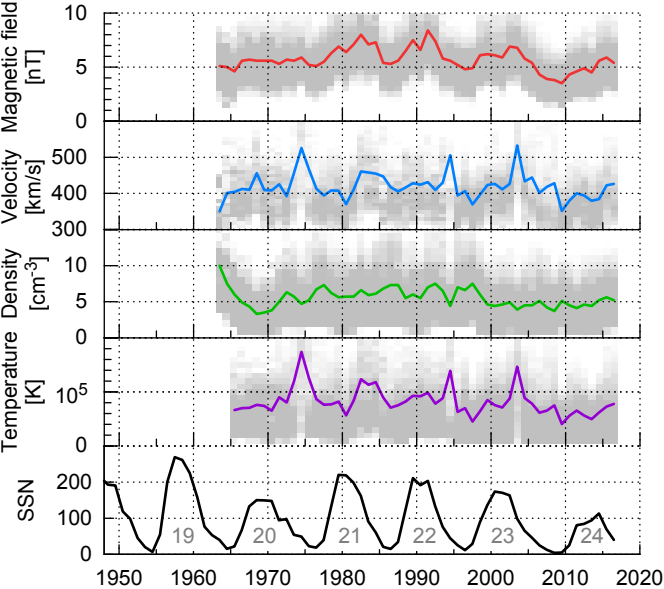 Magnetic field
[nT]
10
5
0
Velocity
[km/s]
500
400
300
Density
[cm⁻³]
10
5
0
Temperature
[K]
10⁵
0
SSN
200
100
0
19 20 21 22 23 24
1950 1960 1970 1980 1990 2000 2010 2020